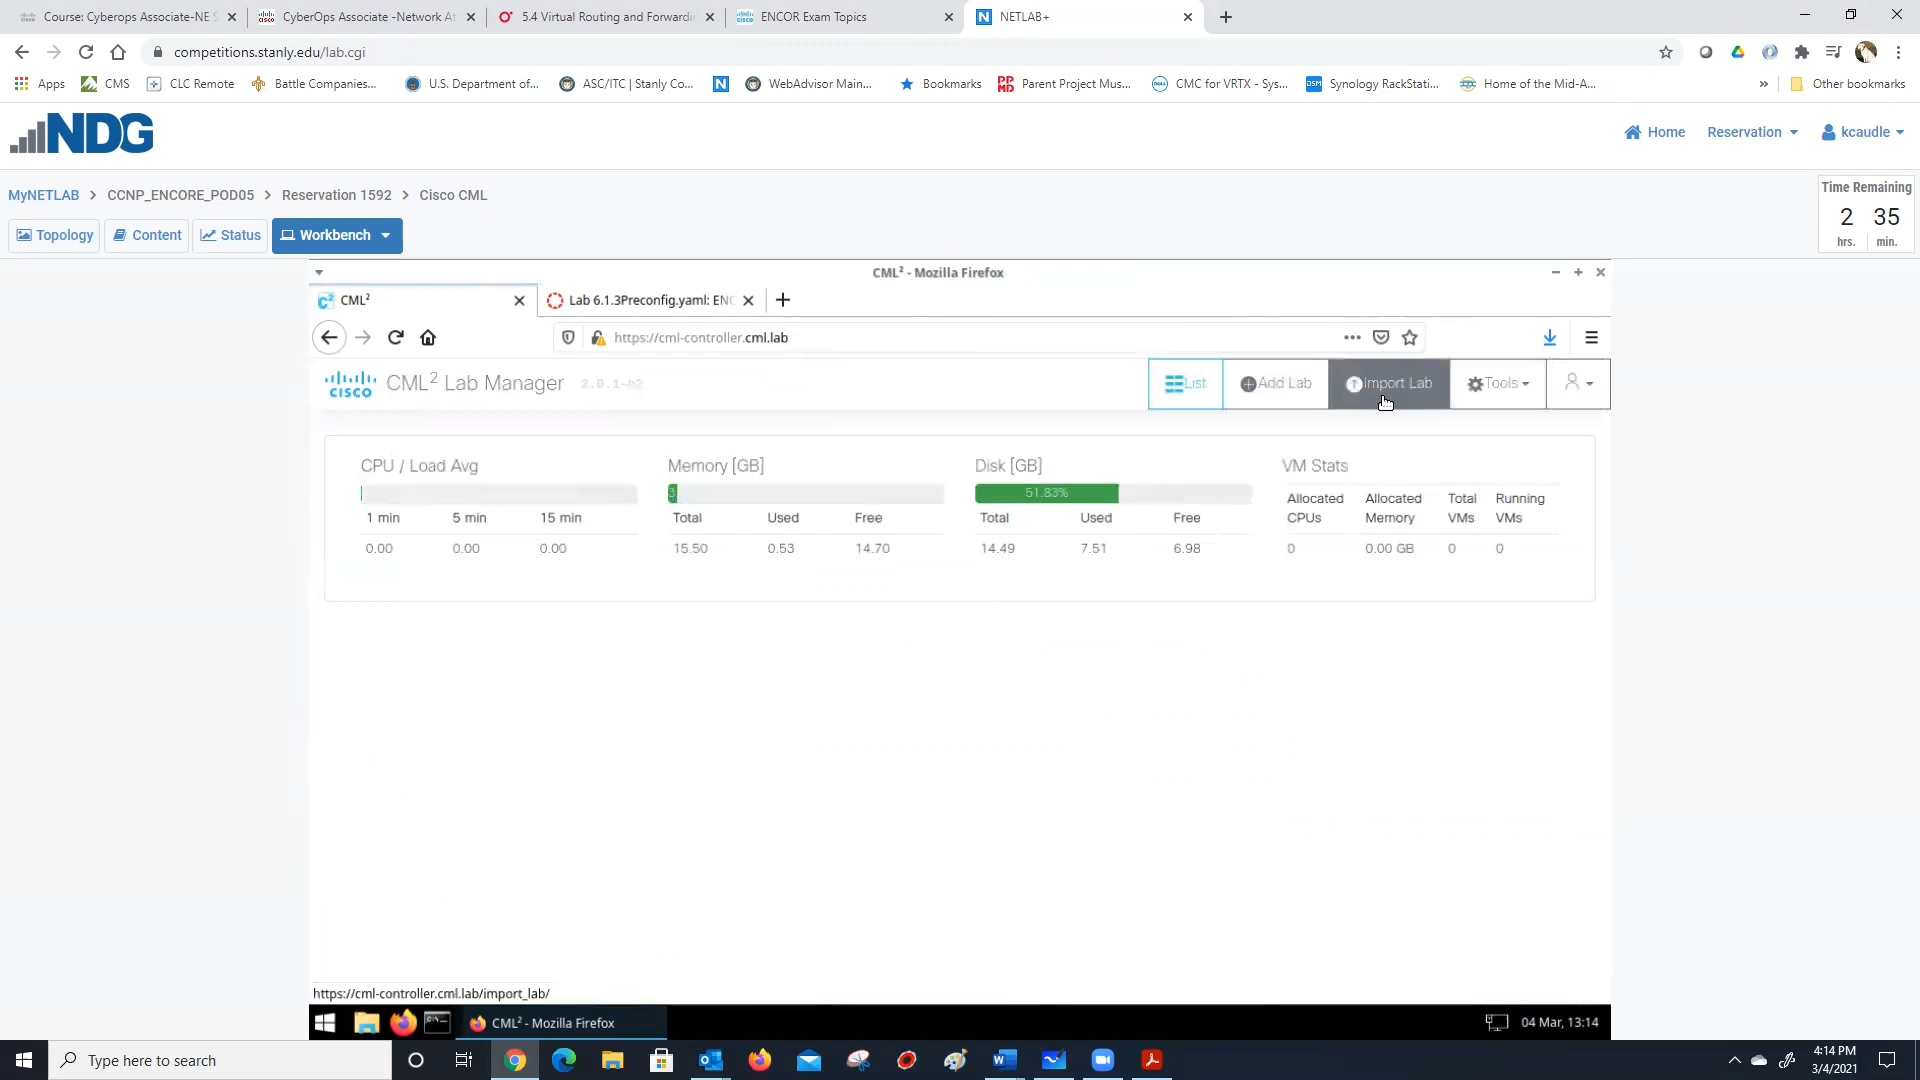 Course: Cyberops Associate-NE S
CyberOps Associate -Network At
5.4 Virtual Routing and Forwardin
ENCOR Exam Topics
NETLAB+
competitions.stanly.edu/lab.cgi
Apps
CMS
CLC Remote
Battle Companies...
U.S. Department of...
ASC/ITC | Stanly Co...
WebAdvisor Main...
Bookmarks
Parent Project Mus...
CMC for VRTX - Sys...
Synology RackStati...
Home of the Mid-A...
»
Other bookmarks
NDG
Home
Reservation
kcaudle
MyNETLAB > CCNP_ENCORE_POD05 > Reservation 1592 > Cisco CML
Time Remaining
2 35
hrs. min.
Topology
Content
Status
Workbench
CML² - Mozilla Firefox
CML²
Lab 6.1.3Preconfig.yaml: ENC
https://cml-controller.cml.lab
CISCO
CML² Lab Manager 2.0.1-h2
List
Add Lab
Import Lab
Tools
CPU / Load Avg
1 min 5 min 15 min
0.00 0.00 0.00
Memory [GB]
3
Total Used Free
15.50 0.53 14.70
Disk [GB]
51.83%
Total Used Free
14.49 7.51 6.98
VM Stats
Allocated CPUs Allocated Memory Total VMs Running VMs
0 0.00 GB 0 0
https://cml-controller.cml.lab/import_lab/
CML² - Mozilla Firefox
04 Mar, 13:14
Type here to search
4:14 PM
3/4/2021